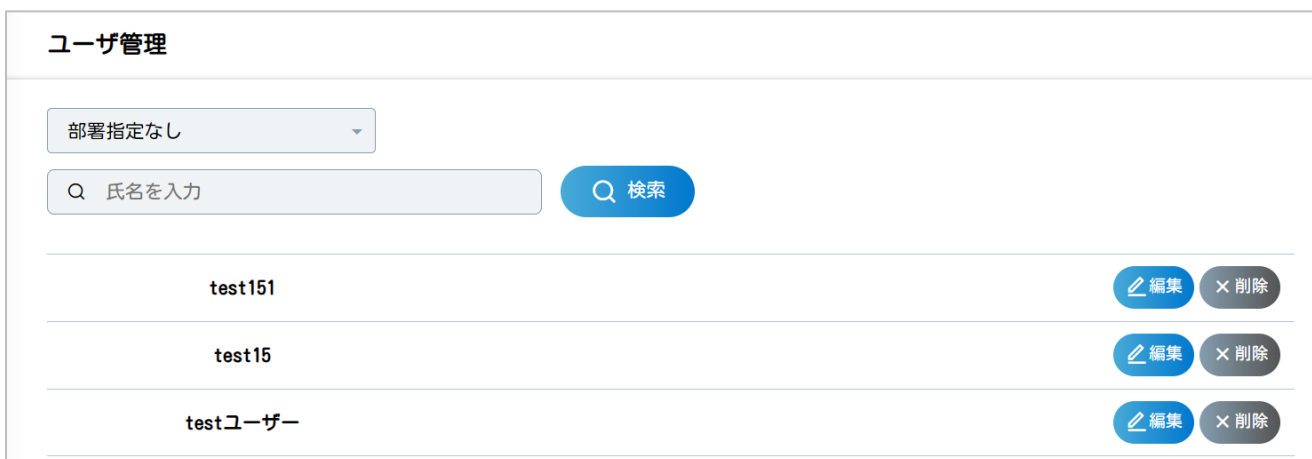 ユーザ管理
部署指定なし
氏名を入力 検索
test151 編集 × 削除
test15 編集 × 削除
testユーザー 編集 × 削除